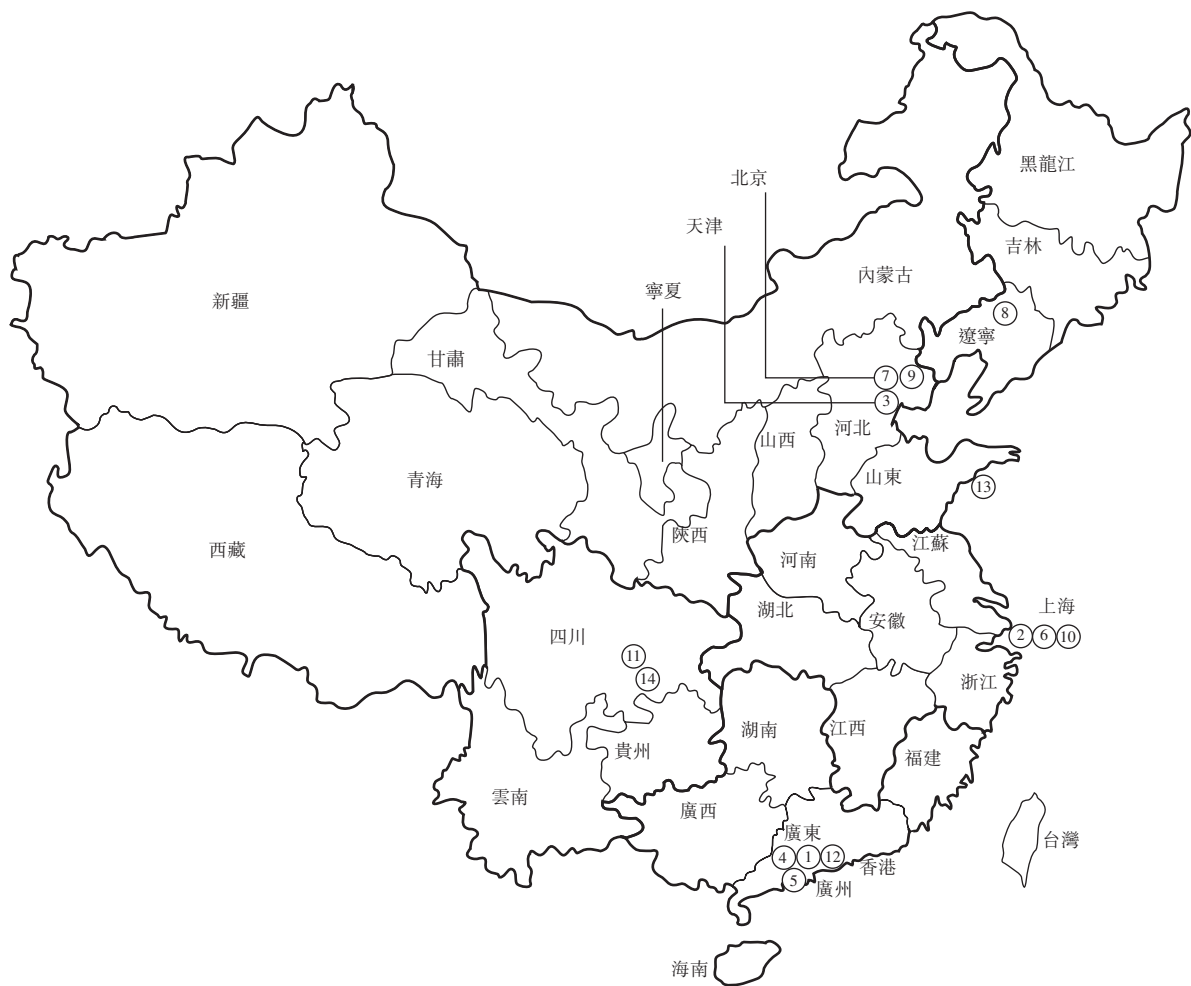 黑龍江
北京
天津
吉林
內蒙古
寧夏
新疆
8
遼寧
甘肅
7 9
3
河北
山西
山東
青海
13
陝西
江蘇
西藏
河南
上海
湖北
安徽
四川
2 6 10
11
14
浙江
湖南
江西
貴州
福建
雲南
廣西
廣東
台灣
4 1 12
香港
5
廣州
海南